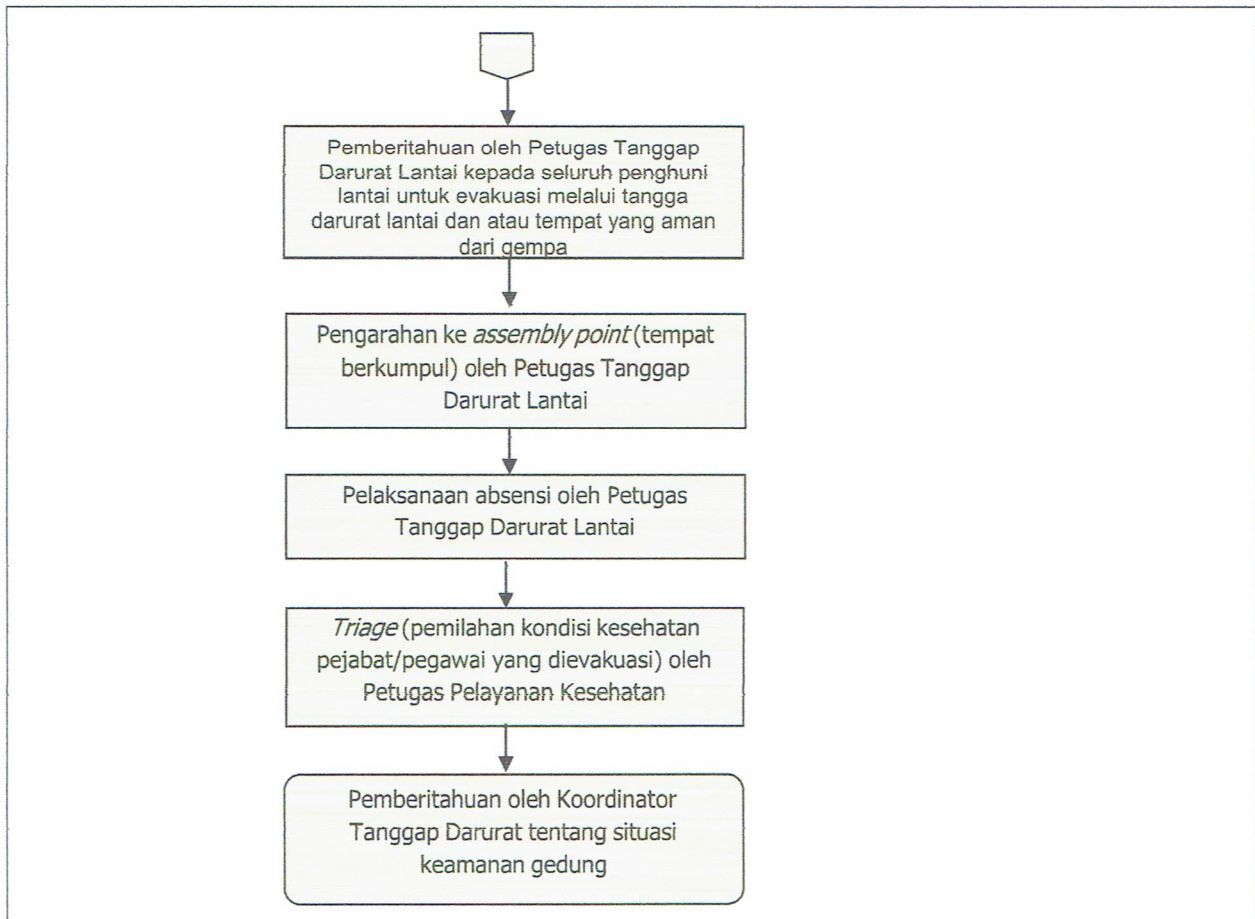 Pemberitahuan oleh Petugas Tanggap
Darurat Lantai kepada seluruh penghuni
lantai untuk evakuasi melalui tangga
darurat lantai dan atau tempat yang aman
dari gempa
Pengarahan ke assembly point (tempat
berkumpul) oleh Petugas Tanggap
Darurat Lantai
Pelaksanaan absensi oleh Petugas
Tanggap Darurat Lantai
Triage (pemilahan kondisi kesehatan
pejabat/pegawai yang dievakuasi) oleh
Petugas Pelayanan Kesehatan
Pemberitahuan oleh Koordinator
Tanggap Darurat tentang situasi
keamanan gedung